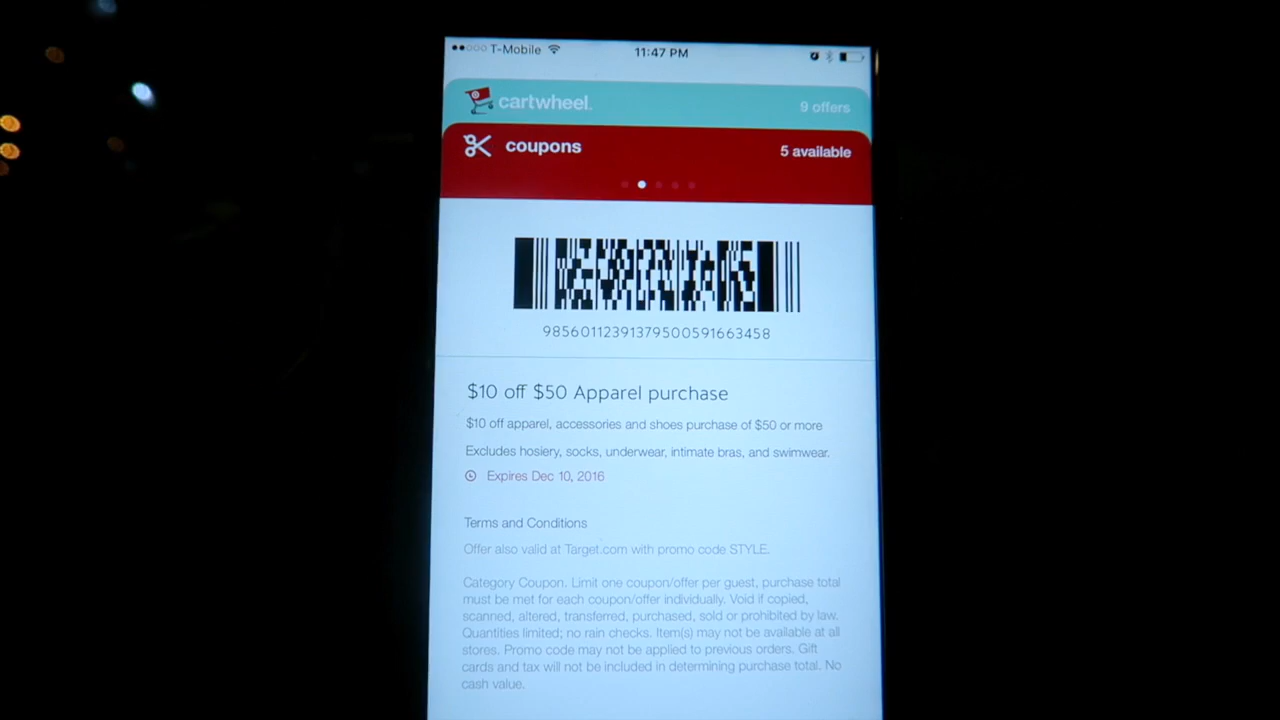 T-Mobile 11:47 PM
cartwheel. 9 offers
coupons 5 available
985601123913795005916​63458
$10 off $50 Apparel purchase
$10 off apparel, accessories and shoes purchase of $50 or more
Excludes hosiery, socks, underwear, intimate bras, and swimwear.
Expires Dec 10, 2016
Terms and Conditions
Offer also valid at Target.com with promo code STYLE.
Category Coupon. Limit one coupon/offer per guest, purchase total
must be met for each coupon/offer individually. Void if copied,
scanned, altered, transferred, purchased, sold or prohibited by law.
Quantities limited; no rain checks. Item(s) may not be available at all
stores. Promo code may not be applied to previous orders. Gift
cards and tax will not be included in determining purchase total. No
cash value.